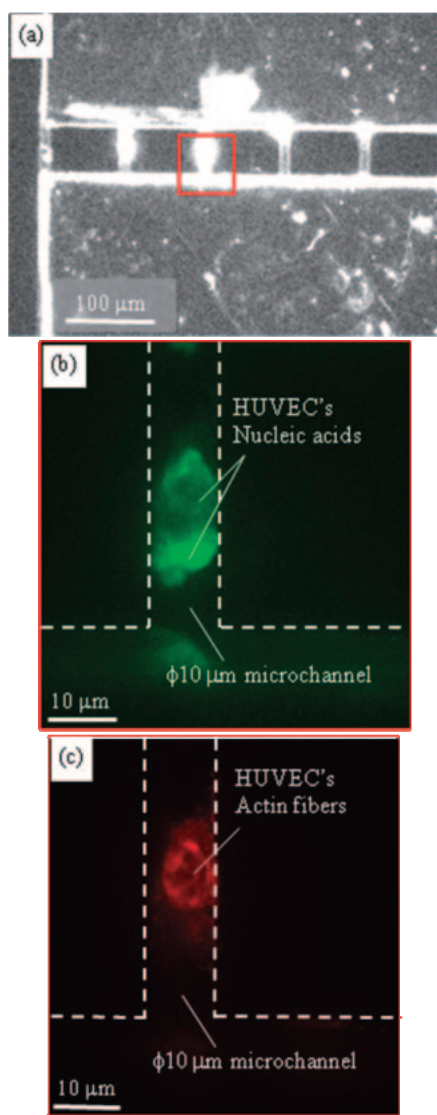 (a)
100 μm
(b)
HUVEC's
Nucleic acids
ϕ10 μm microchannel
10 μm
(c)
HUVEC's
Actin fibers
ϕ10 μm microchannel
10 μm